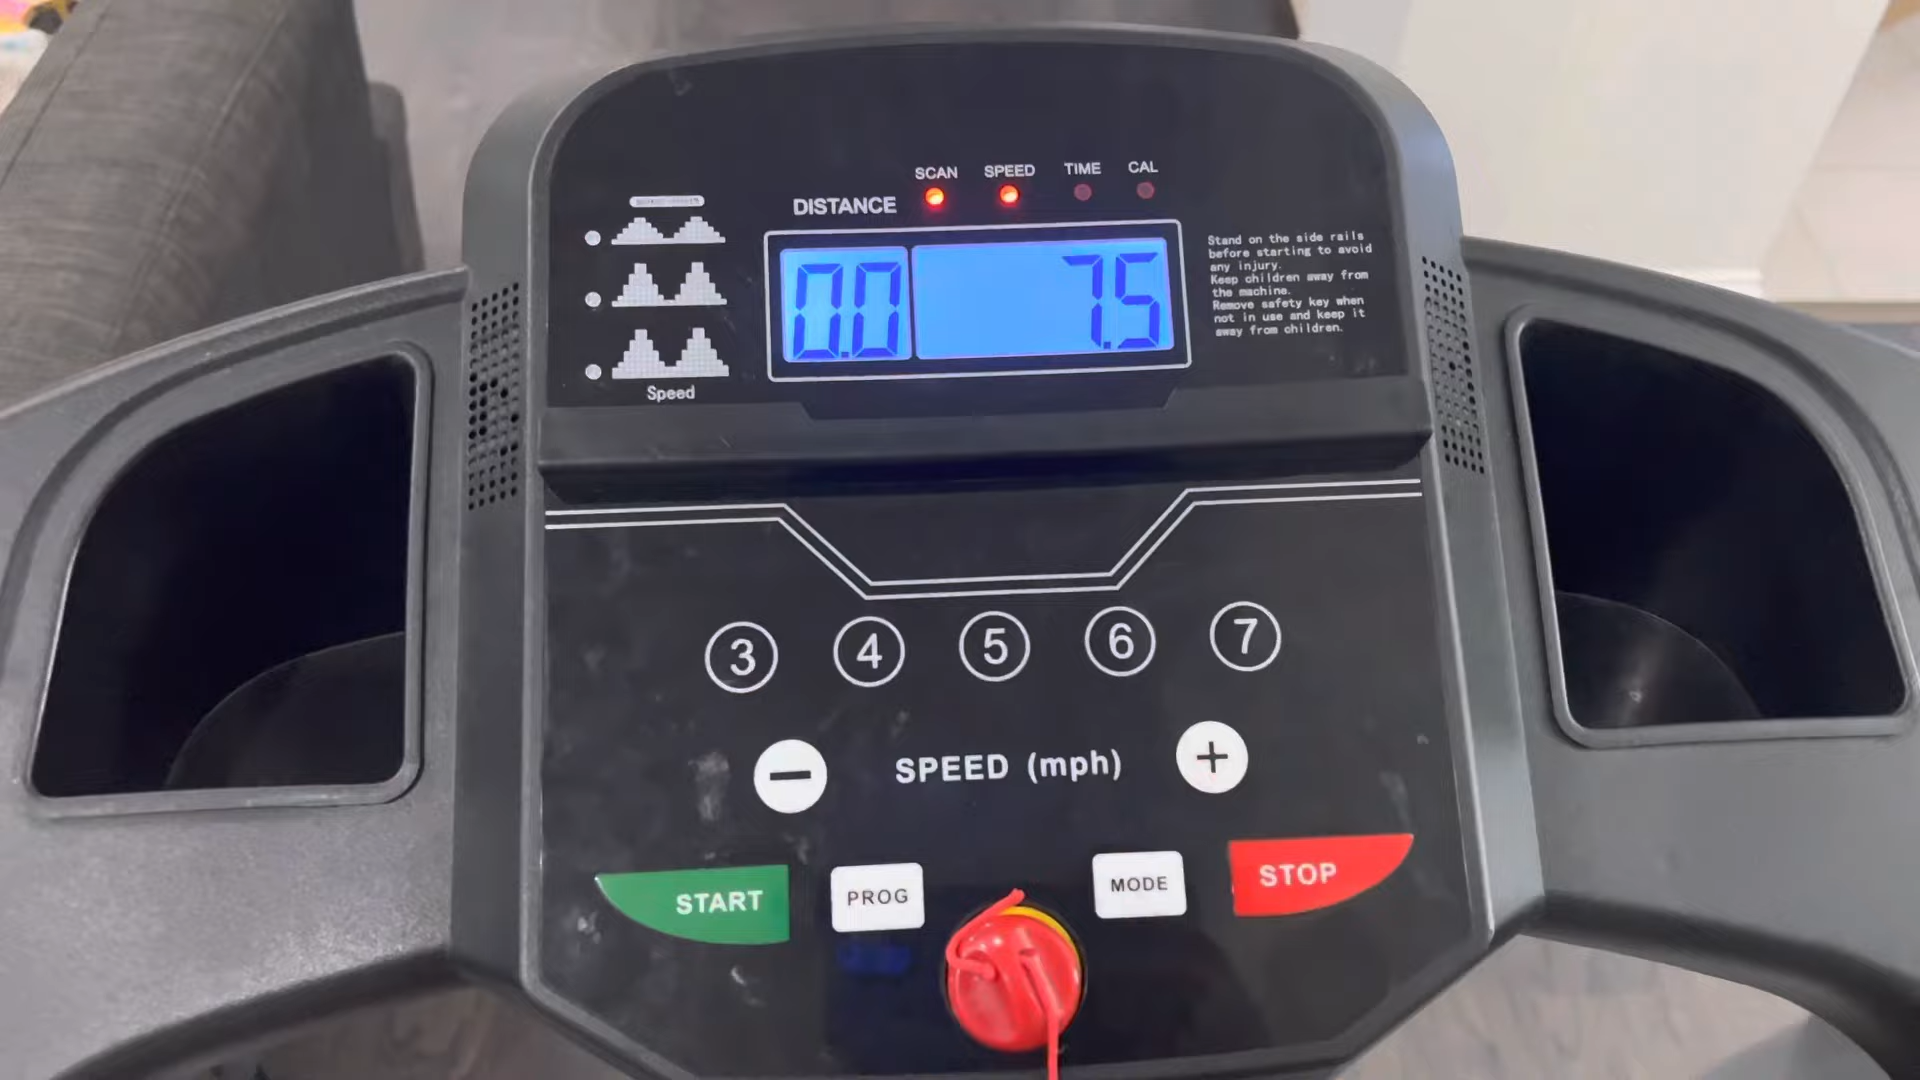 SCAN SPEED TIME CAL
DISTANCE
0.0 7.5
Stand on the side rails
before starting to avoid
any injury.
Keep children away from
the machine.
Remove safety key when
not in use and keep it
away from children.
Speed
3 4 5 6 7
− SPEED (mph) +
START PROG MODE STOP